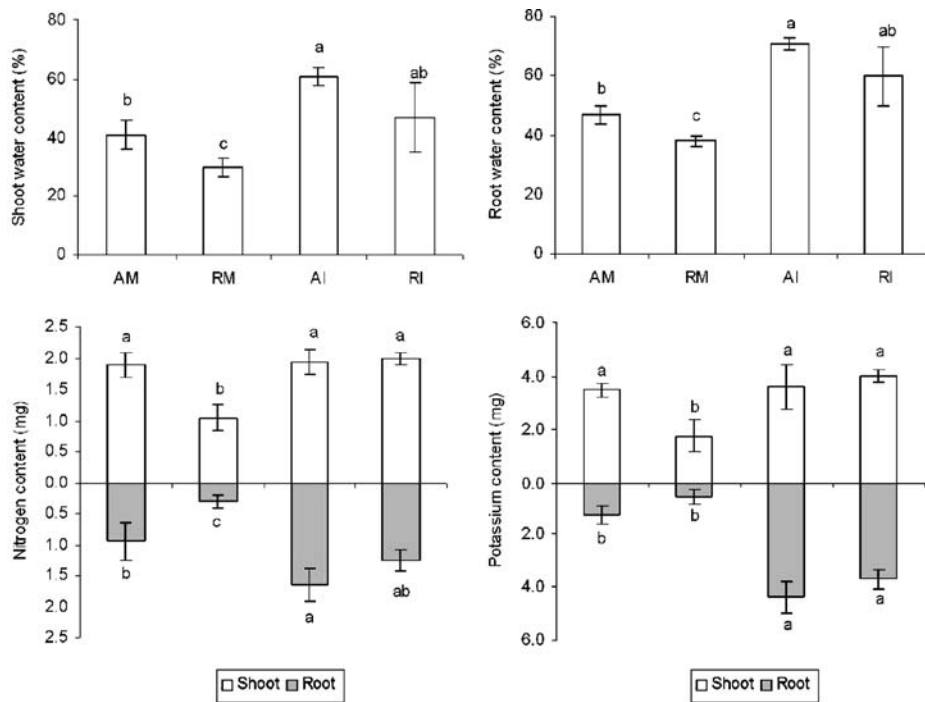 80
60
40
20
0
Shoot water content (%)
b
c
a
ab
AM RM AI RI
80
60
40
20
0
Root water content (%)
b
c
a
ab
AM RM AI RI
2.5
2.0
1.5
1.0
0.5
0.0
0.5
1.0
1.5
2.0
2.5
Nitrogen content (mg)
a
b
a
a
b
c
a
ab
Shoot Root
6.0
4.0
2.0
0.0
2.0
4.0
6.0
Potassium content (mg)
a
b
a
a
b
b
a
a
Shoot Root